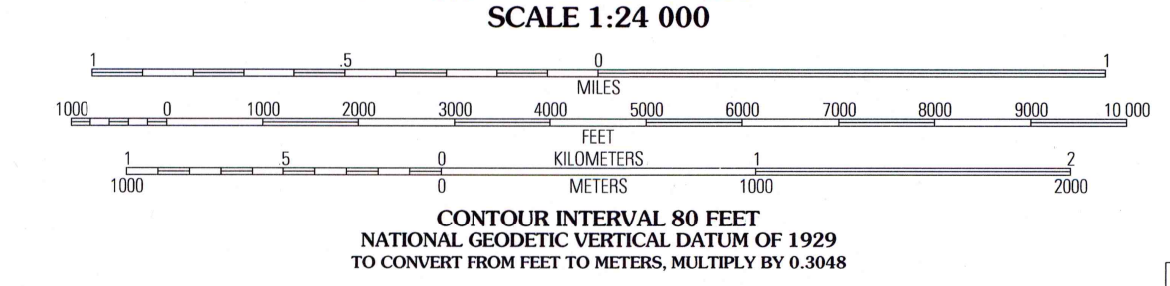 SCALE 1:24 000
1 .5 0 1
MILES
1000 0 1000 2000 3000 4000 5000 6000 7000 8000 9000 10 000
FEET
1 .5 0 KILOMETERS 1 2
1000 0 METERS 1000 2000
CONTOUR INTERVAL 80 FEET
NATIONAL GEODETIC VERTICAL DATUM OF 1929
TO CONVERT FROM FEET TO METERS, MULTIPLY BY 0.3048